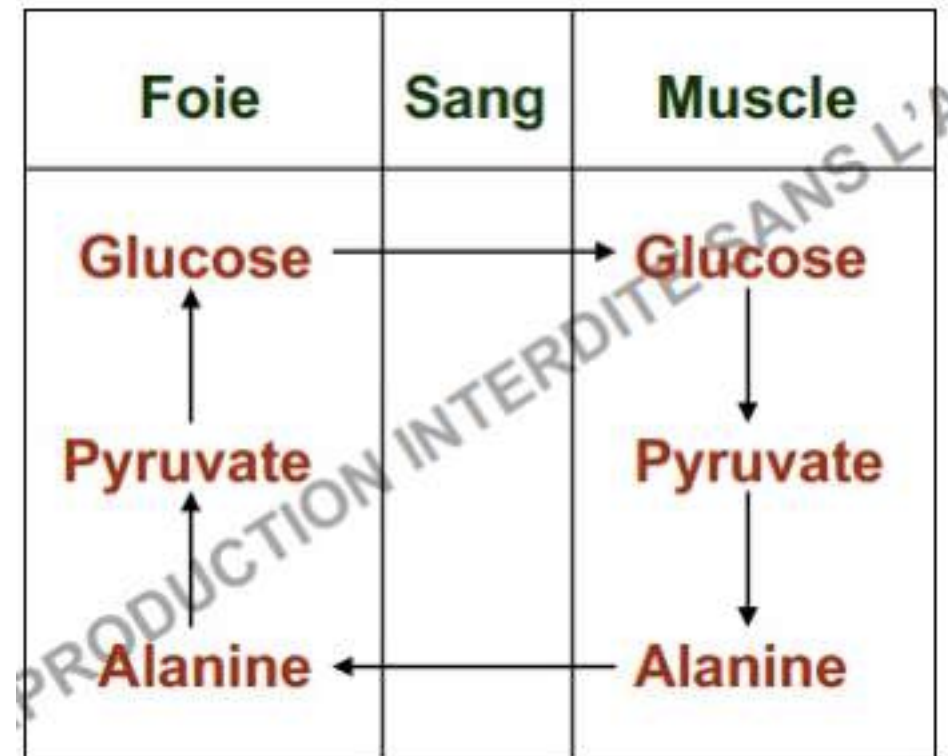 Foie Sang Muscle
Glucose Glucose
Pyruvate Pyruvate
Alanine Alanine
PRODUCTION INTERDITE SANS L'A